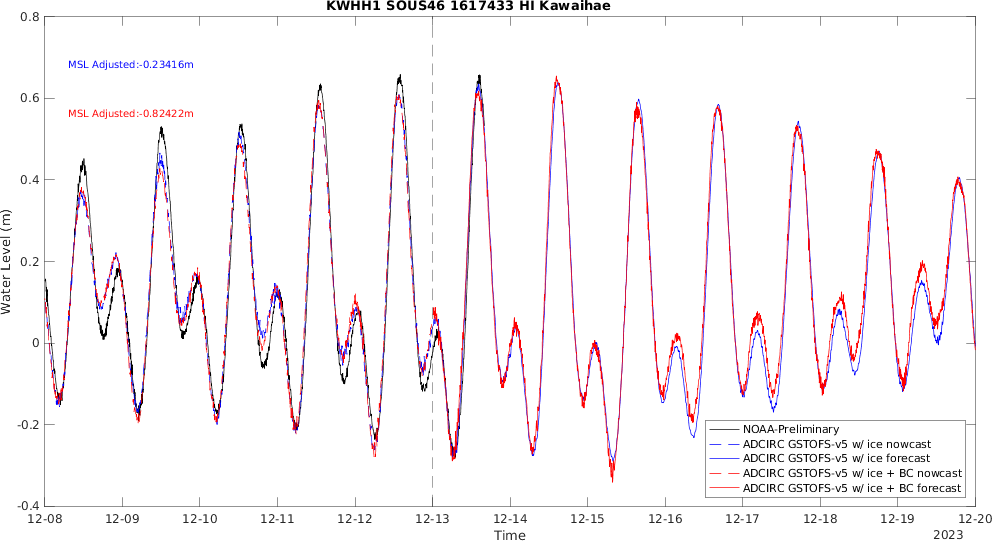 KWHH1 SOUS46 1617433 HI Kawaihae
0.8
0.6
0.4
0.2
0
-0.2
-0.4
Water Level (m)
MSL Adjusted:-0.23416m
MSL Adjusted:-0.82422m
NOAA-Preliminary
ADCIRC GSTOFS-v5 w/ ice nowcast
ADCIRC GSTOFS-v5 w/ ice forecast
ADCIRC GSTOFS-v5 w/ ice + BC nowcast
ADCIRC GSTOFS-v5 w/ ice + BC forecast
12-08 12-09 12-10 12-11 12-12 12-13 12-14 12-15 12-16 12-17 12-18 12-19 12-20
Time
2023